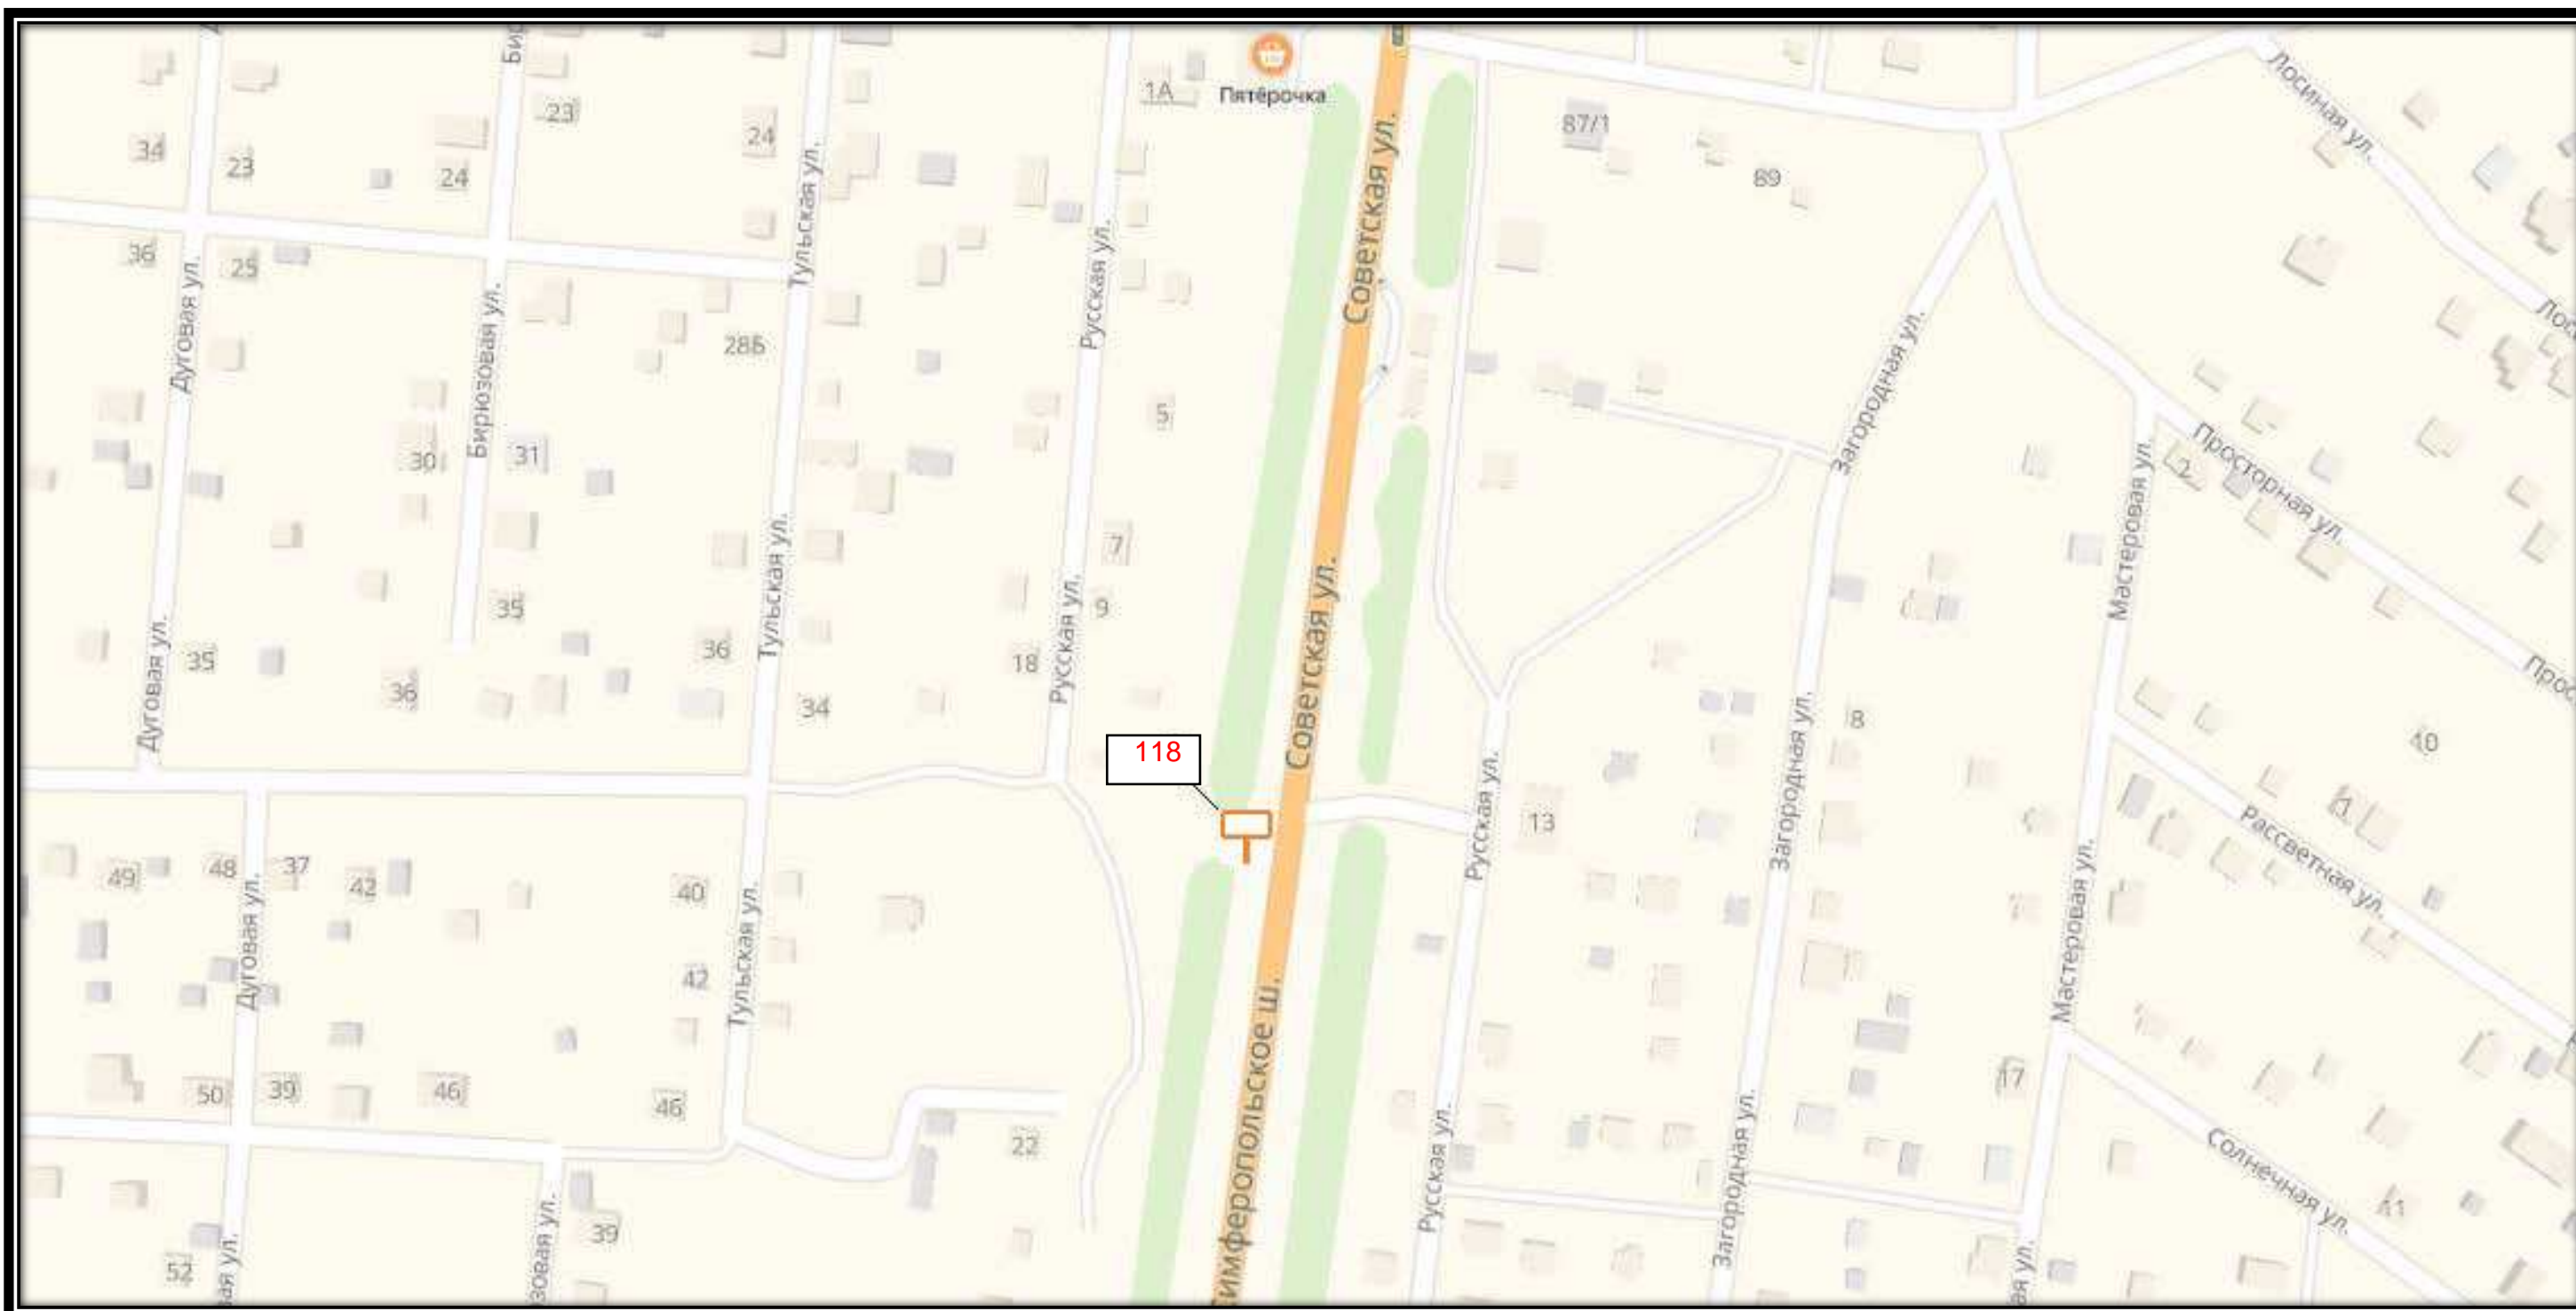 Пятёрочка
1А
87/1
23
24
34
23
24
89
Лосиная ул.
Советская ул.
Тульская ул.
Русская ул.
36
25
Дуговая ул.
Бирюзовая ул.
28Б
5
Загородная ул.
30
31
2
Просторная ул.
Мастеровая ул.
7
9
35
Тульская ул.
Русская ул.
Советская ул.
Дуговая ул.
35
36
36
18
34
8
40
118
Русская ул.
Загородная ул.
13
Рассветная ул.
49
48
37
42
40
Дуговая ул.
Тульская ул.
42
Мастеровая ул.
Симферопольское ш.
50
39
46
46
17
22
Русская ул.
Загородная ул.
Солнечная ул.
41
39
52